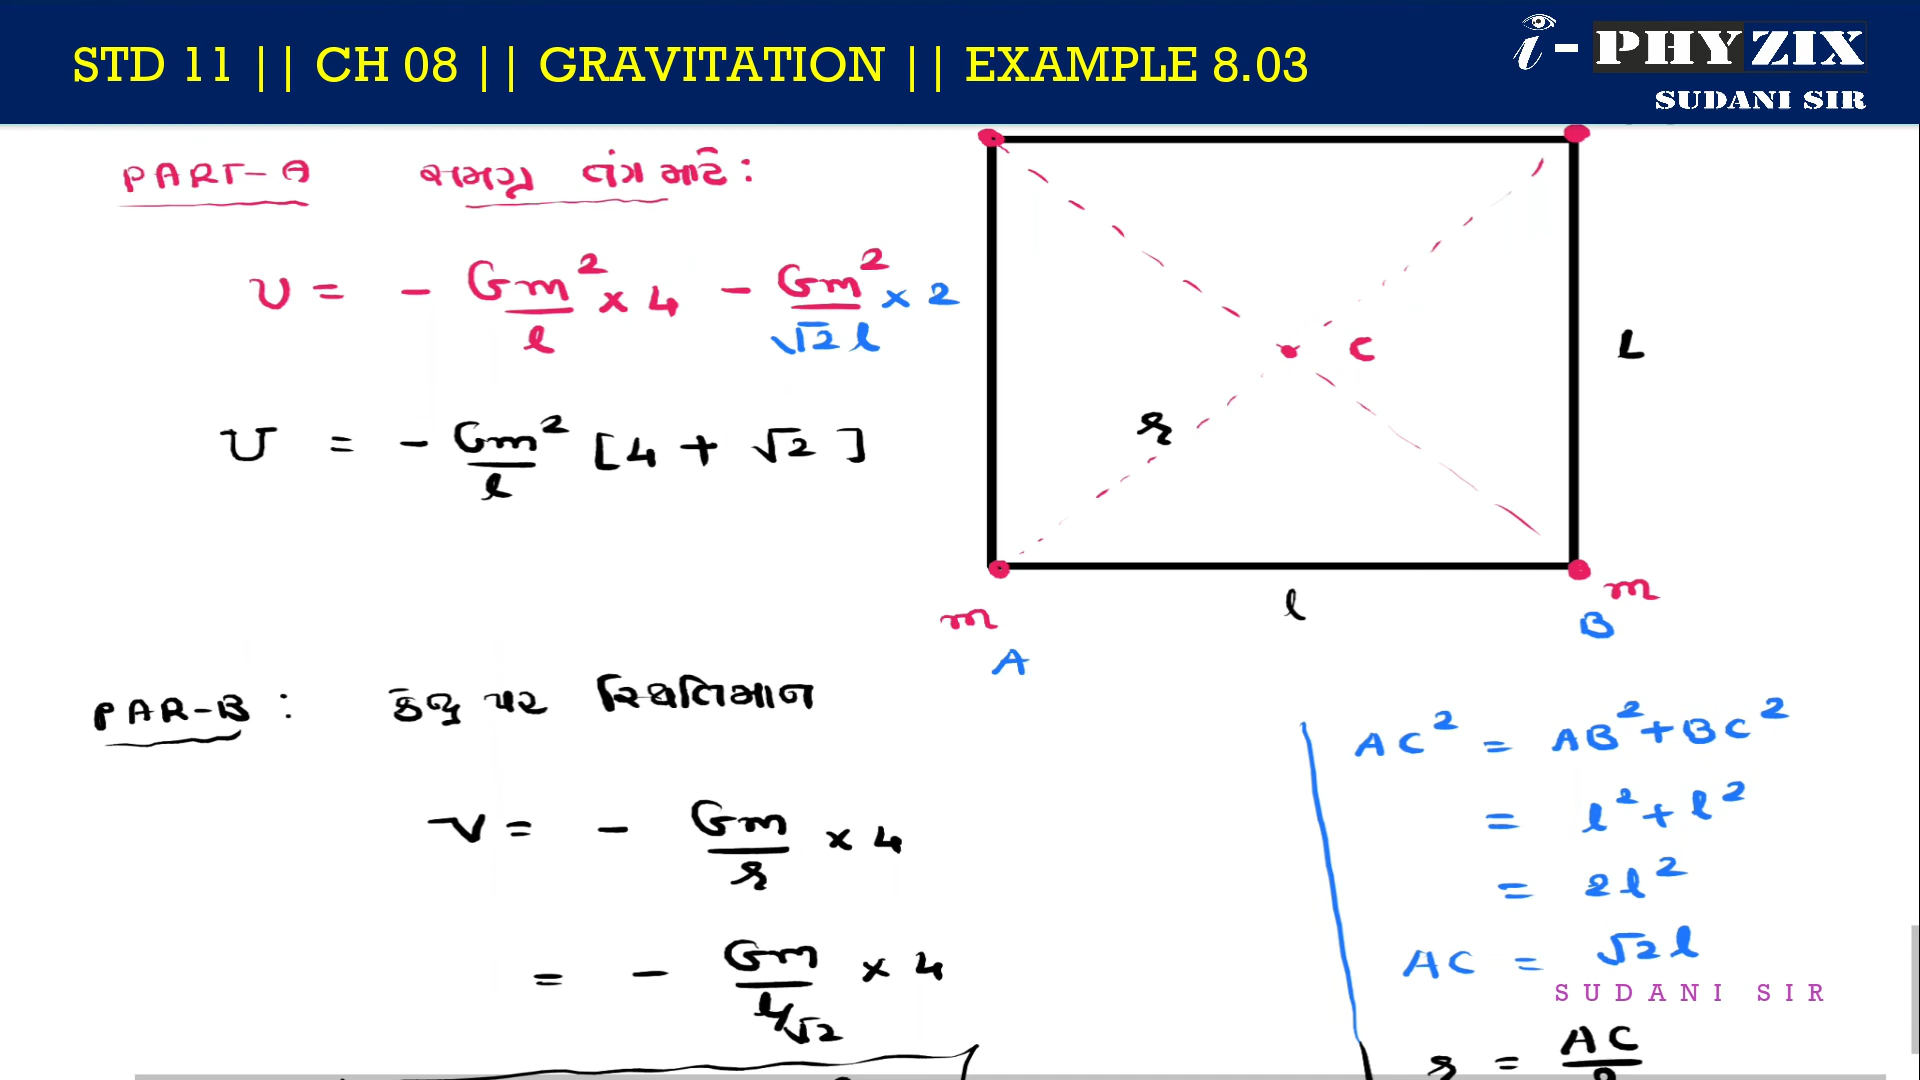 STD 11 || CH 08 || GRAVITATION || EXAMPLE 8.03
i-PHYZIX
SUDANI SIR
PART-A સમગ્ર તંત્ર માટે:
U = - Gm²/l × 4 - Gm²/√2 l × 2
U = - Gm²/l [4 + √2]
C
r
L
l
m
A
m
B
PAR-B : કેન્દ્ર પર સ્થિતિમાન
V = - Gm/r × 4
= - Gm/l/√2 × 4
AC² = AB² + BC²
= l² + l²
= 2l²
AC = √2 l
SUDANI SIR
r = AC